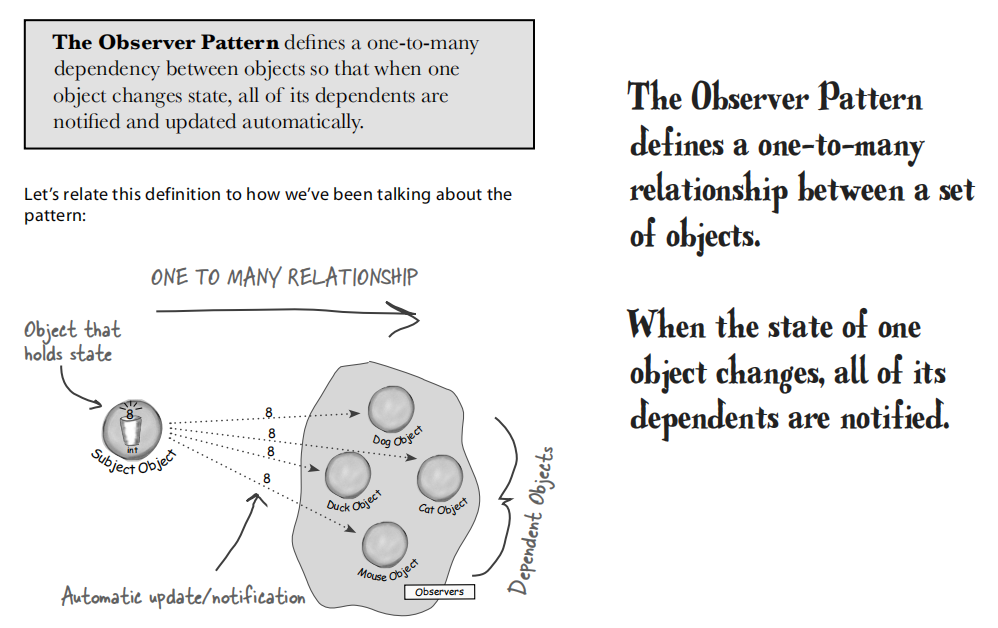 The Observer Pattern defines a one-to-many
dependency between objects so that when one
object changes state, all of its dependents are
notified and updated automatically.
Let's relate this definition to how we've been talking about the
pattern:
ONE TO MANY RELATIONSHIP
Object that
holds state
8
int
Subject Object
8
8
8
8
Dog Object
Duck Object
Cat Object
Mouse Object
Observers
Dependent Objects
Automatic update/notification
The Observer Pattern
defines a one-to-many
relationship between a set
of objects.
When the state of one
object changes, all of its
dependents are notified.